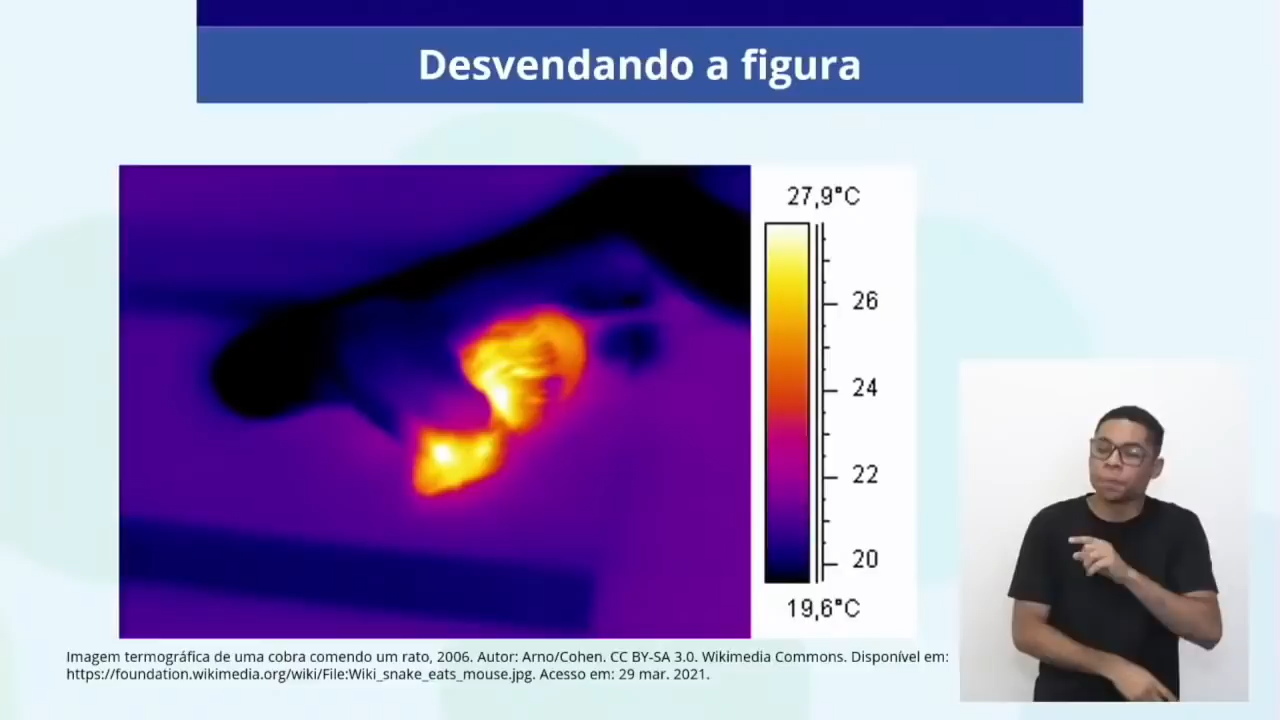 Desvendando a figura
27,9°C
26
24
22
20
19,6°C
Imagem termográfica de uma cobra comendo um rato, 2006. Autor: Arno/Cohen. CC BY-SA 3.0. Wikimedia Commons. Disponível em:
https://foundation.wikimedia.org/wiki/File:Wiki_snake_eats_mouse.jpg. Acesso em: 29 mar. 2021.